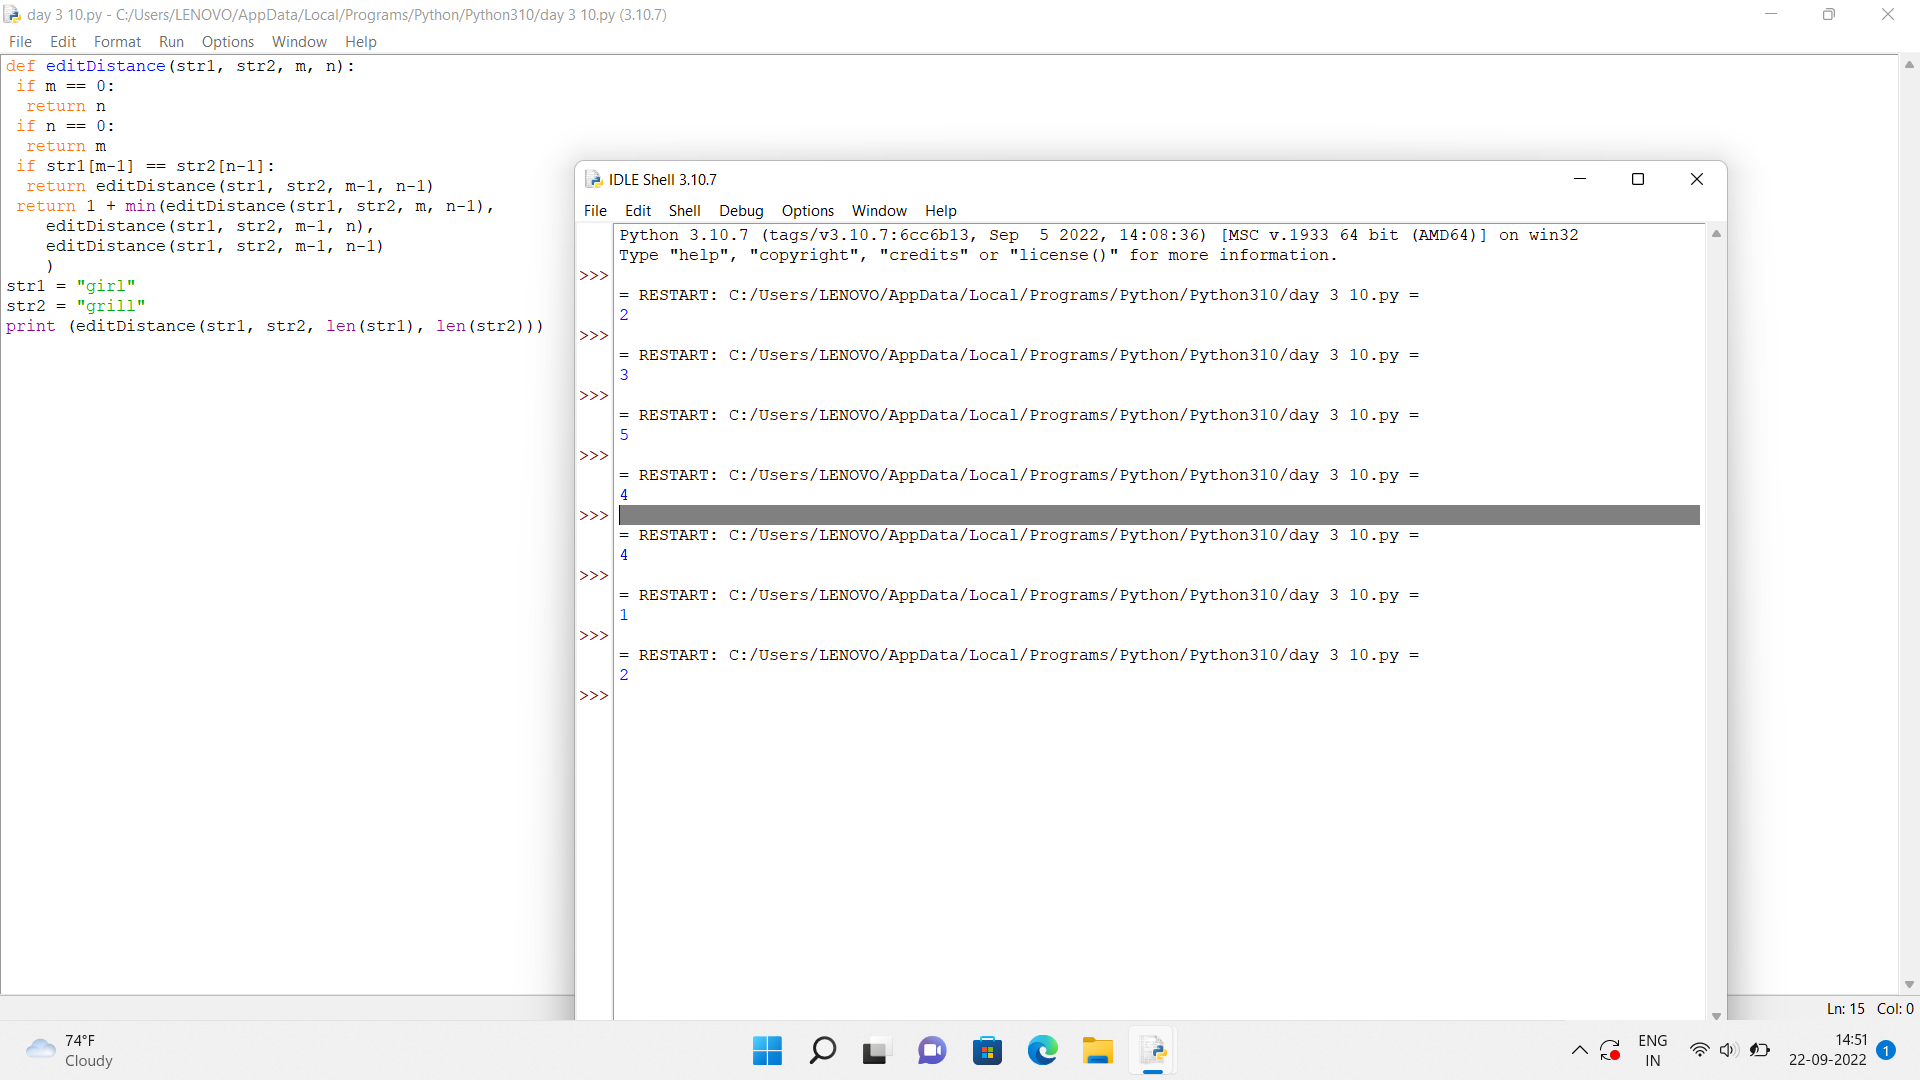 day 3 10.py - C:/Users/LENOVO/AppData/Local/Programs/Python/Python310/day 3 10.py (3.10.7)
File Edit Format Run Options Window Help
def editDistance(str1, str2, m, n):
 if m == 0:
  return n
 if n == 0:
  return m
 if str1[m-1] == str2[n-1]:
  return editDistance(str1, str2, m-1, n-1)
 return 1 + min(editDistance(str1, str2, m, n-1),
    editDistance(str1, str2, m-1, n),
    editDistance(str1, str2, m-1, n-1)
    )
str1 = "girl"
str2 = "grill"
print (editDistance(str1, str2, len(str1), len(str2)))
IDLE Shell 3.10.7
File Edit Shell Debug Options Window Help
Python 3.10.7 (tags/v3.10.7:6cc6b13, Sep  5 2022, 14:08:36) [MSC v.1933 64 bit (AMD64)] on win32
Type "help", "copyright", "credits" or "license()" for more information.
>>>
= RESTART: C:/Users/LENOVO/AppData/Local/Programs/Python/Python310/day 3 10.py =
2
>>>
= RESTART: C:/Users/LENOVO/AppData/Local/Programs/Python/Python310/day 3 10.py =
3
>>>
= RESTART: C:/Users/LENOVO/AppData/Local/Programs/Python/Python310/day 3 10.py =
5
>>>
= RESTART: C:/Users/LENOVO/AppData/Local/Programs/Python/Python310/day 3 10.py =
4
>>>
= RESTART: C:/Users/LENOVO/AppData/Local/Programs/Python/Python310/day 3 10.py =
4
>>>
= RESTART: C:/Users/LENOVO/AppData/Local/Programs/Python/Python310/day 3 10.py =
1
>>>
= RESTART: C:/Users/LENOVO/AppData/Local/Programs/Python/Python310/day 3 10.py =
2
>>>
Ln: 15 Col: 0
74°F
Cloudy
ENG
IN
14:51
22-09-2022
1